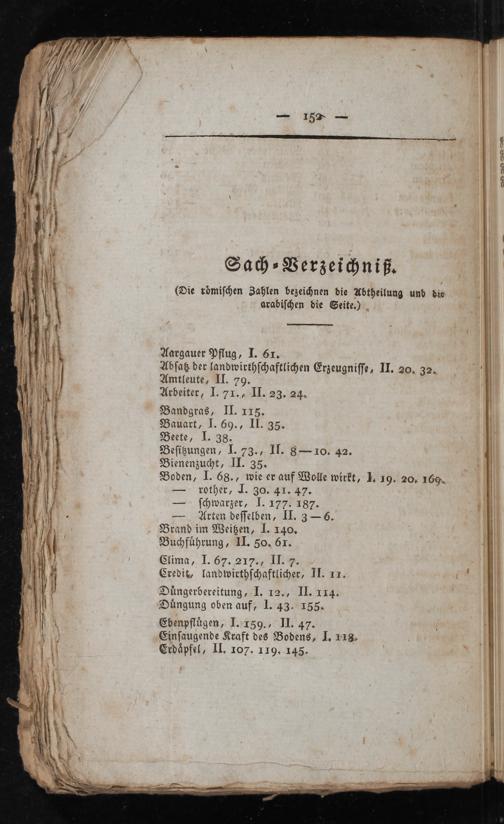 — 152 —
Sach-Verzeichniß.
(Die römischen Zahlen bezeichnen die Abtheilung und die
arabischen die Seite.)
Aargauer Pflug, I. 61.
Absatz der landwirthschaftlichen Erzeugnisse, II. 20. 32.
Amtleute, II. 79.
Arbeiter, I. 71., II. 23. 24.
Bandgras, II. 115.
Bauart, I. 69., II. 35.
Beete, I. 38.
Besitzungen, I. 73., II. 8—10. 42.
Bienenzucht, II. 35.
Boden, I. 68., wie er auf Wolle wirkt, I. 19. 20. 169.
— rother, I. 30. 41. 47.
— schwarzer, I. 177. 187.
— Arten desselben, II. 3—6.
Brand im Weitzen, I. 140.
Buchführung, II. 50. 61.
Clima, I. 67. 217., II. 7.
Credit, landwirthschaftlicher, II. 11.
Düngerbereitung, I. 12., II. 114.
Düngung oben auf, I. 43. 155.
Ebenpflügen, I. 159., II. 47.
Einsaugende Kraft des Bodens, I. 118.
Erdäpfel, II. 107. 119. 145.